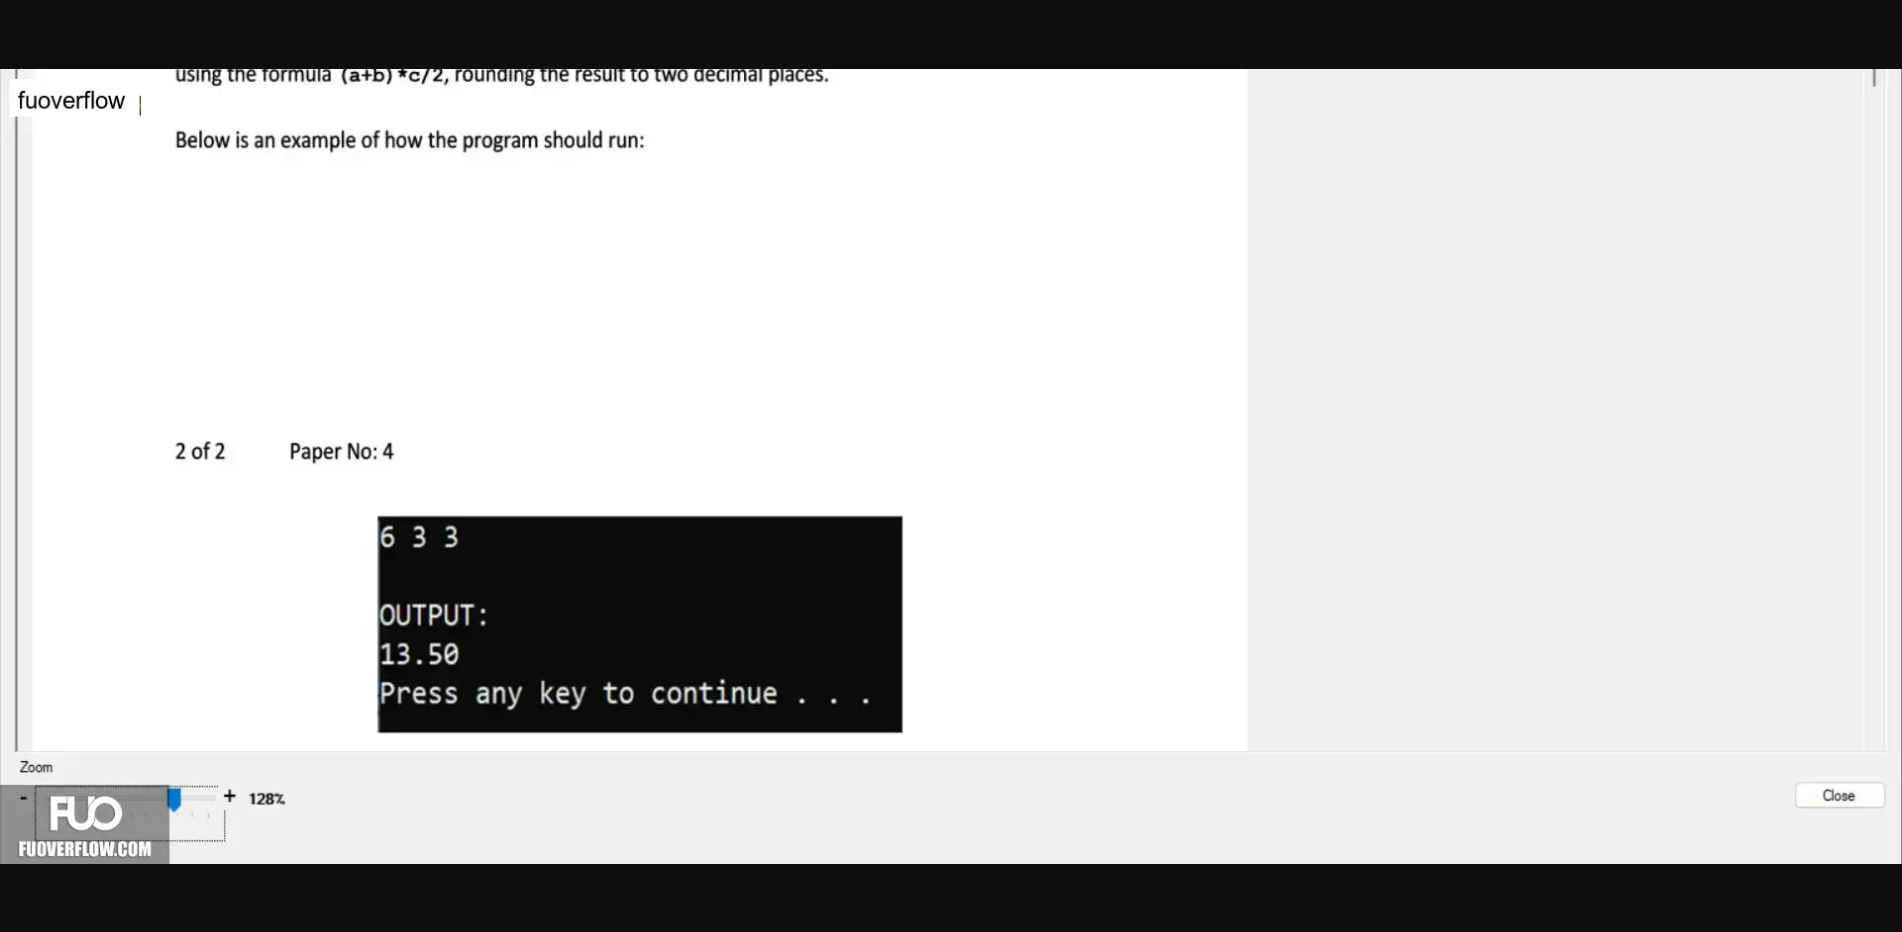 using the formula (a+b)*c/2, rounding the result to two decimal places.
fuoverflow
Below is an example of how the program should run:
2 of 2 Paper No: 4
6 3 3
OUTPUT:
13.50
Press any key to continue . . .
Zoom
- + 128%
Close
FUO
FUOVERFLOW.COM